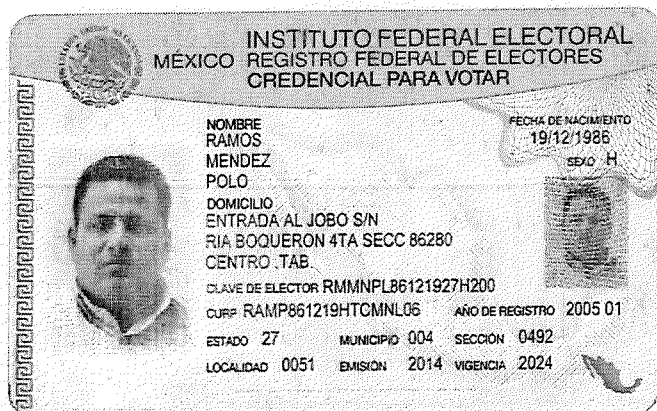 INSTITUTO FEDERAL ELECTORAL
MÉXICO REGISTRO FEDERAL DE ELECTORES
CREDENCIAL PARA VOTAR
NOMBRE
RAMOS
MENDEZ
POLO
FECHA DE NACIMIENTO
19/12/1986
SEXO H
DOMICILIO
ENTRADA AL JOBO S/N
RIA BOQUERON 4TA SECC 86280
CENTRO ,TAB.
CLAVE DE ELECTOR RMMNPL86121927H200
CURP RAMP861219HTCMNL06 AÑO DE REGISTRO 2005 01
ESTADO 27 MUNICIPIO 004 SECCIÓN 0492
LOCALIDAD 0051 EMISIÓN 2014 VIGENCIA 2024